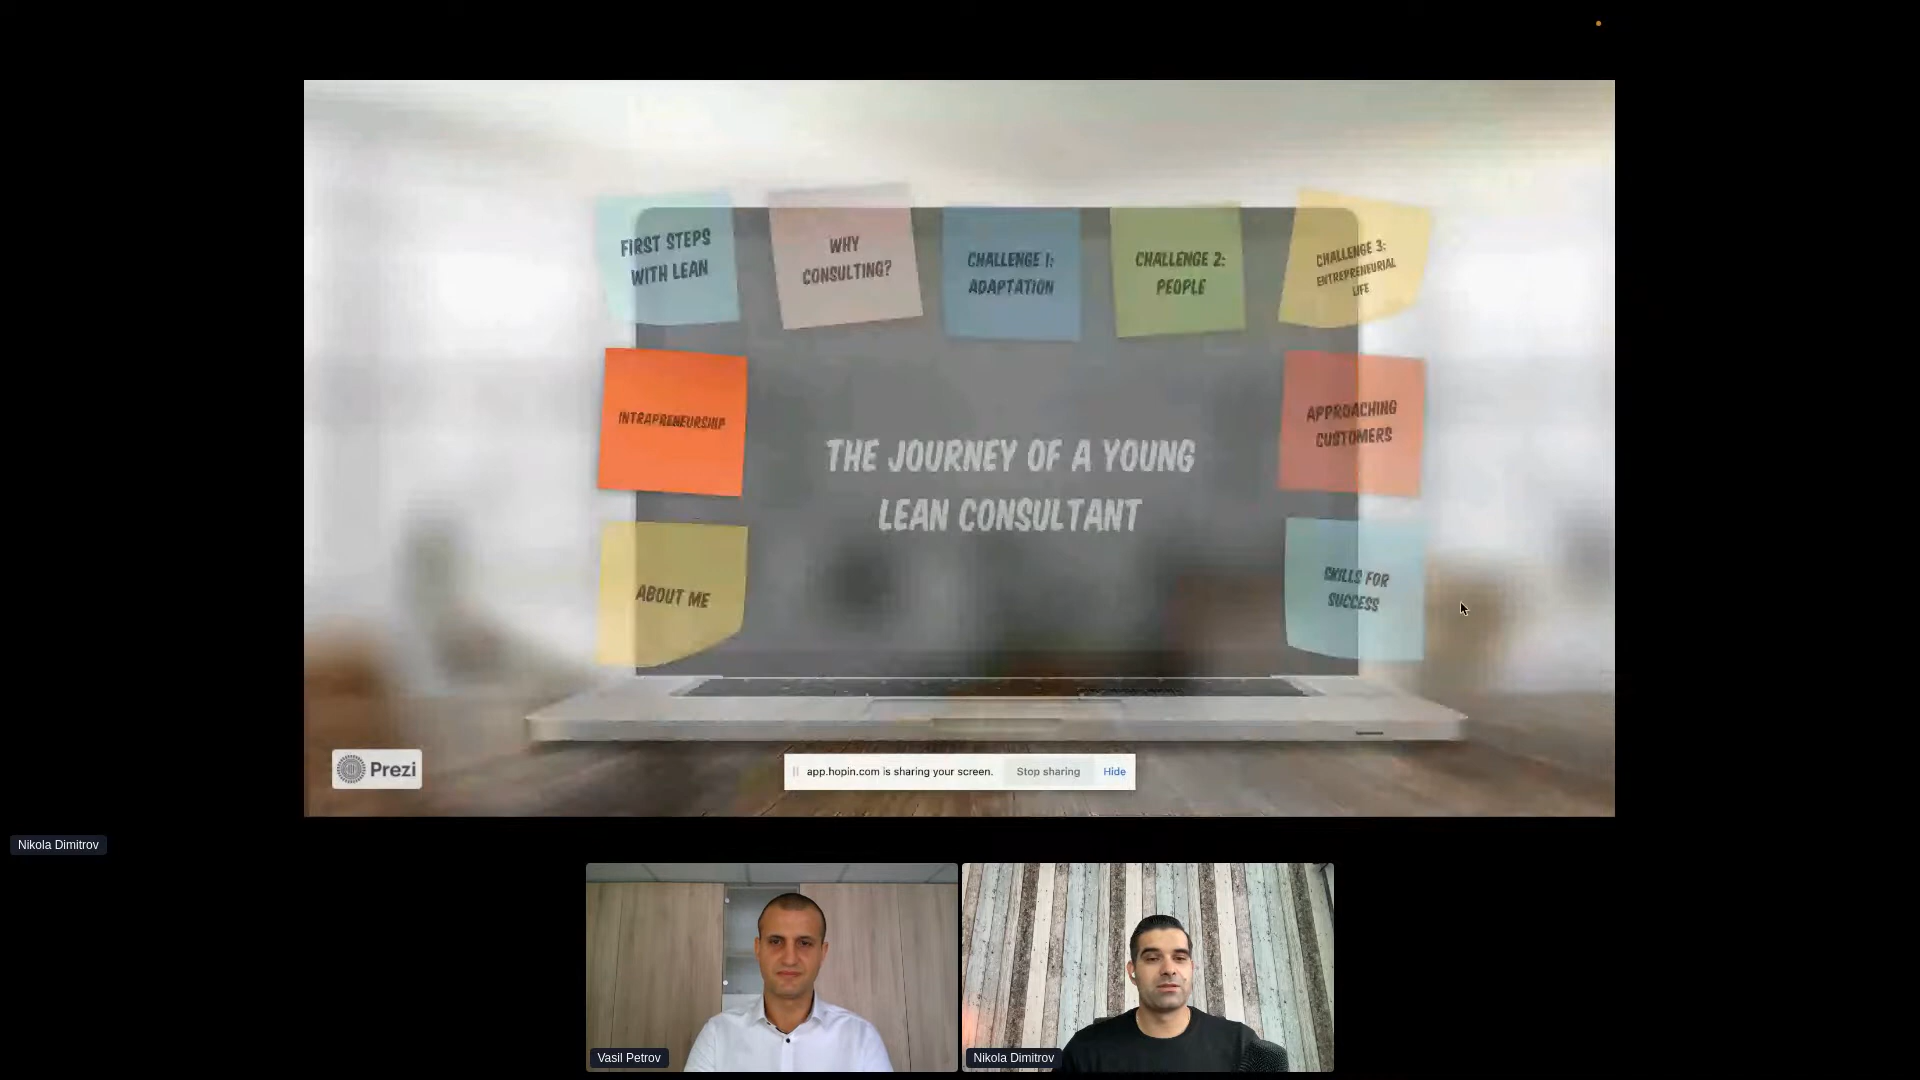 FIRST STEPS
WITH LEAN
WHY
CONSULTING?
CHALLENGE 1:
ADAPTATION
CHALLENGE 2:
PEOPLE
CHALLENGE 3:
ENTREPRENEURIAL
LIFE
INTRAPRENEURSHIP
APPROACHING
CUSTOMERS
THE JOURNEY OF A YOUNG
LEAN CONSULTANT
ABOUT ME
SKILLS FOR
SUCCESS
Prezi
app.hopin.com is sharing your screen.
Stop sharing
Hide
Nikola Dimitrov
Vasil Petrov
Nikola Dimitrov